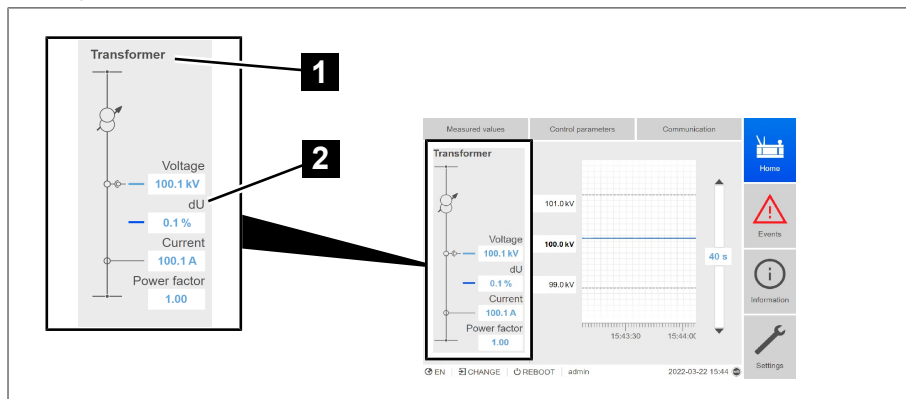 Transformer
1
2
Voltage
100.1 kV
dU
0.1 %
Current
100.1 A
Power factor
1.00
Measured values
Control parameters
Communication
Transformer
Voltage
100.1 kV
dU
0.1 %
Current
100.1 A
Power factor
1.00
101.0 kV
100.0 kV
99.0 kV
15:43:30
15:44:00
40 s
Home
Events
Information
Settings
EN
CHANGE
REBOOT
admin
2022-03-22 15:44